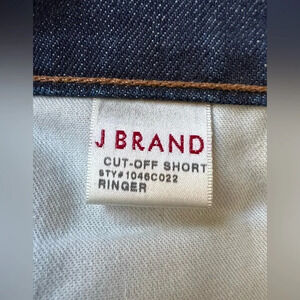 J BRAND
CUT-OFF SHORT
STY#1046C022
RINGER